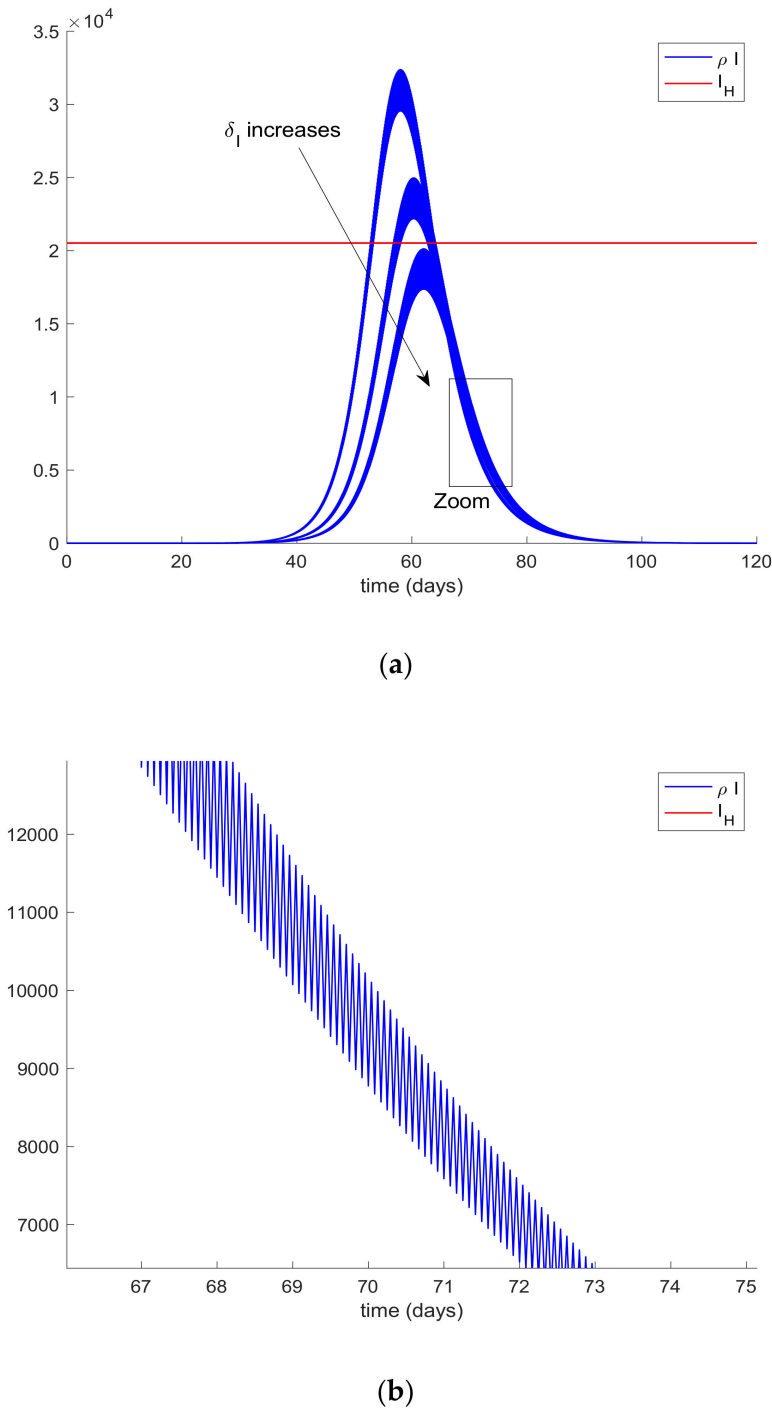 ×10^4
3.5
3
2.5
2
1.5
1
0.5
0
ρ I
I_H
δ_I increases
Zoom
0 20 40 60 80 100 120
time (days)
(a)
12000
11000
10000
9000
8000
7000
ρ I
I_H
67 68 69 70 71 72 73 74 75
time (days)
(b)